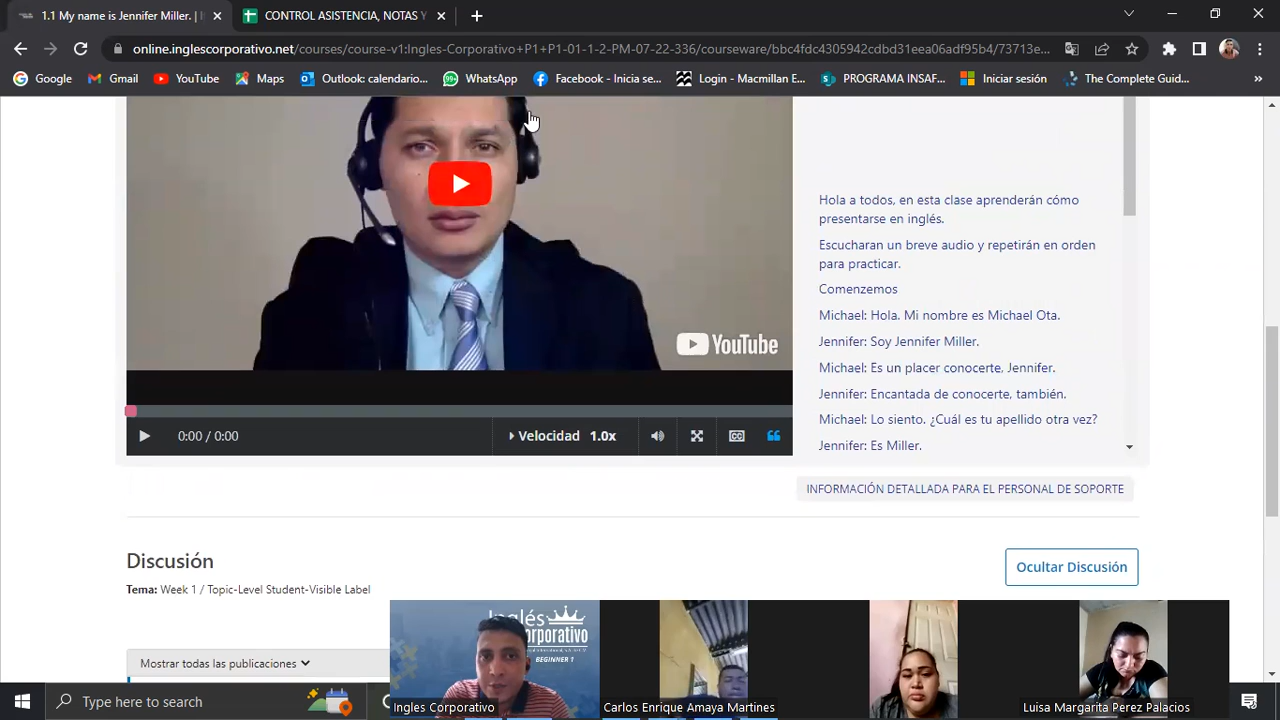 1.1 My name is Jennifer Miller. | I
CONTROL ASISTENCIA, NOTAS Y
online.inglescorporativo.net/courses/course-v1:Ingles-Corporativo+P1+P1-01-1-2-PM-07-22-336/courseware/bbc4fdc4305942cdbd31eea06adf95b4/73713e...
Google
Gmail
YouTube
Maps
Outlook: calendario...
99+
WhatsApp
Facebook - Inicia se...
Login - Macmillan E...
PROGRAMA INSAF...
Iniciar sesión
The Complete Guid...
»
Hola a todos, en esta clase aprenderán cómo
presentarse en inglés.
Escucharan un breve audio y repetirán en orden
para practicar.
Comenzemos
Michael: Hola. Mi nombre es Michael Ota.
Jennifer: Soy Jennifer Miller.
Michael: Es un placer conocerte, Jennifer.
Jennifer: Encantada de conocerte, también.
Michael: Lo siento. ¿Cuál es tu apellido otra vez?
Jennifer: Es Miller.
YouTube
0:00 / 0:00
Velocidad 1.0x
INFORMACIÓN DETALLADA PARA EL PERSONAL DE SOPORTE
Discusión
Ocultar Discusión
Tema: Week 1 / Topic-Level Student-Visible Label
Mostrar todas las publicaciones
Inglés
Corporativo
BEGINNER 1
Ingles Corporativo
Carlos Enrique Amaya Martines
Luisa Margarita Perez Palacios
Type here to search